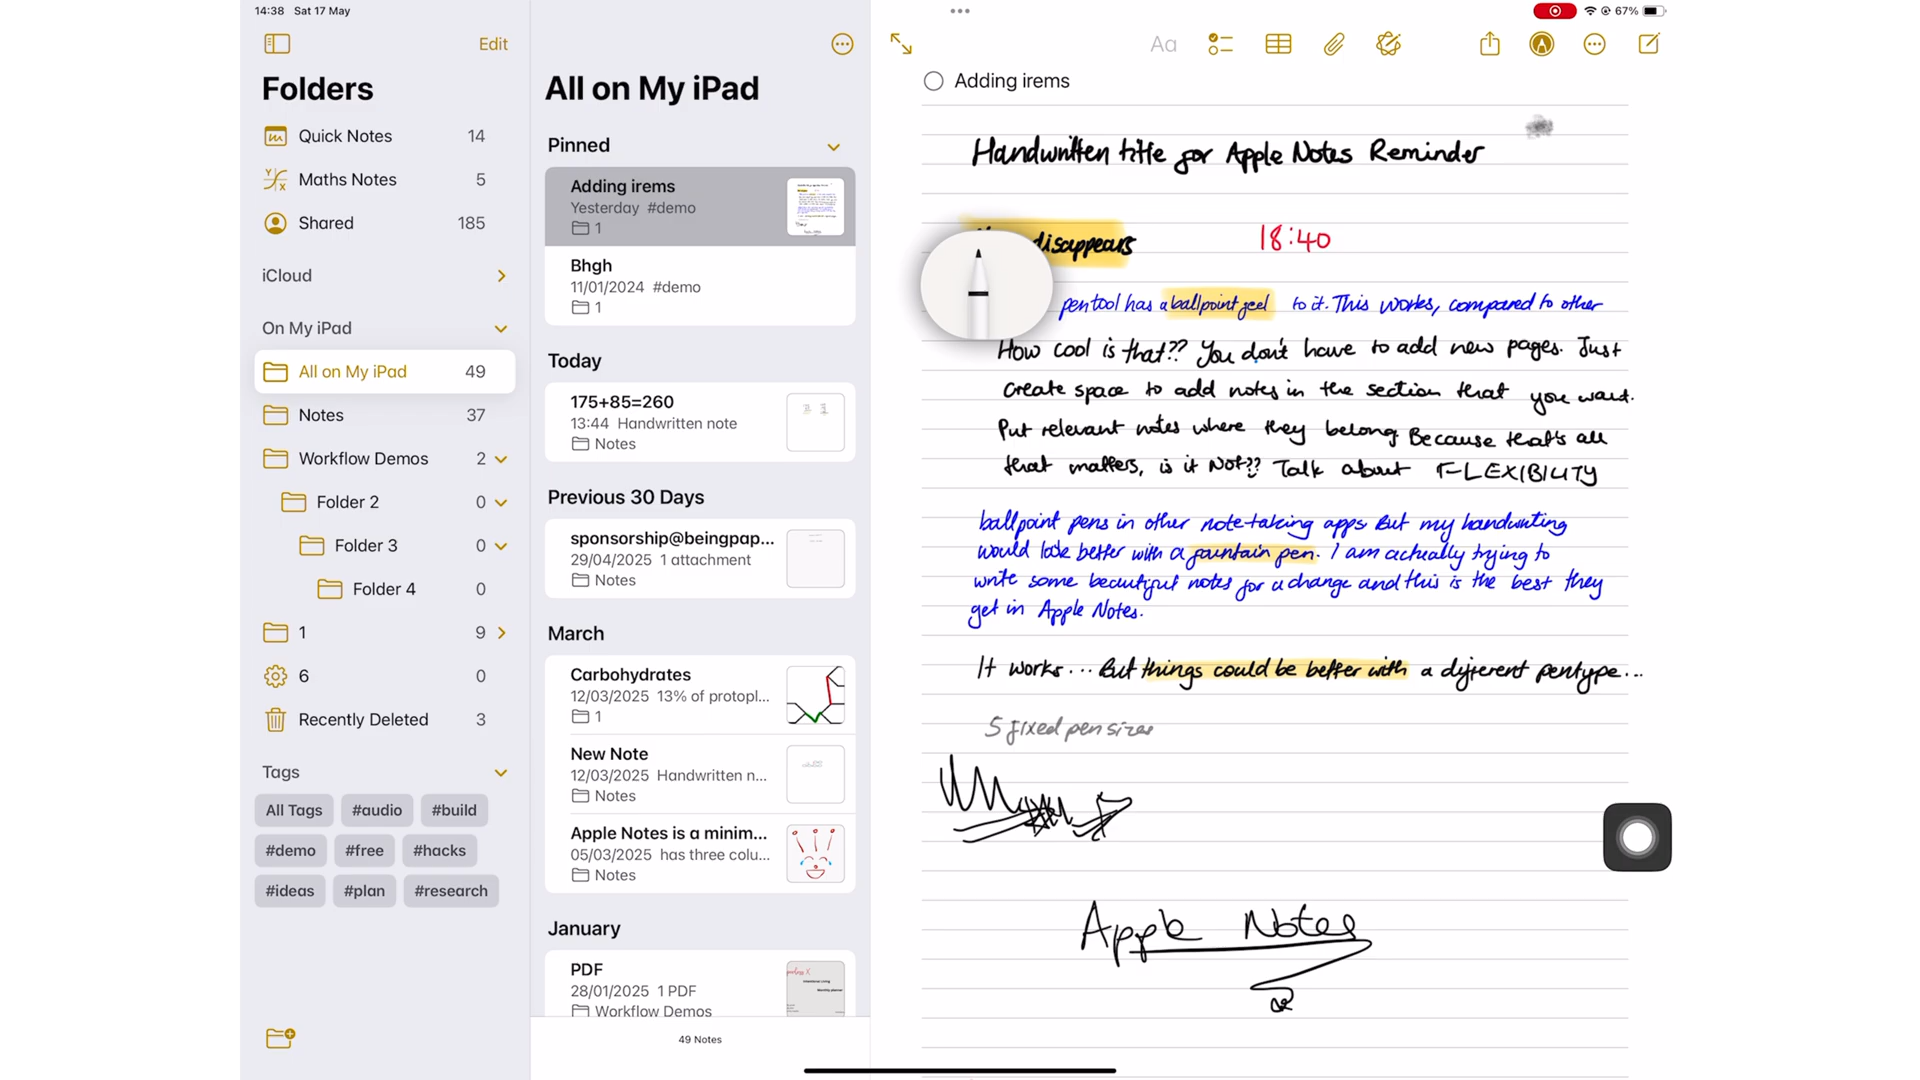 14:38 Sat 17 May
67%
Edit
Folders
Quick Notes 14
Maths Notes 5
Shared 185
iCloud
On My iPad
All on My iPad 49
Notes 37
Workflow Demos 2
Folder 2 0
Folder 3 0
Folder 4 0
1 9
6 0
Recently Deleted 3
Tags
All Tags #audio #build
#demo #free #hacks
#ideas #plan #research
All on My iPad
Pinned
Adding irems
Yesterday #demo
1
Bhgh
11/01/2024 #demo
1
Today
175+85=260
13:44 Handwritten note
Notes
Previous 30 Days
sponsorship@beingpap...
29/04/2025 1 attachment
Notes
March
Carbohydrates
12/03/2025 13% of protopl...
1
New Note
12/03/2025 Handwritten n...
Notes
Apple Notes is a minim...
05/03/2025 has three colu...
Notes
January
PDF
28/01/2025 1 PDF
Workflow Demos
49 Notes
Aa
Adding irems
Handwritten title for Apple Notes Reminder
disappears 18:40
pen tool has a ballpoint feel to it. This works, compared to other
How cool is that?? You don't have to add new pages. Just
create space to add notes in the section that you want.
Put relevant notes where they belong Because that's all
that matters, is it Not?? Talk about FLEXIBILITY
ballpoint pens in other note-taking apps But my handwriting
would look better with a fountain pen. I am actually trying to
write some beautiful notes for a change and this is the best they
get in Apple Notes.
It works... But things could be better with a different pentype...
5 fixed pen sizes
Apple Notes